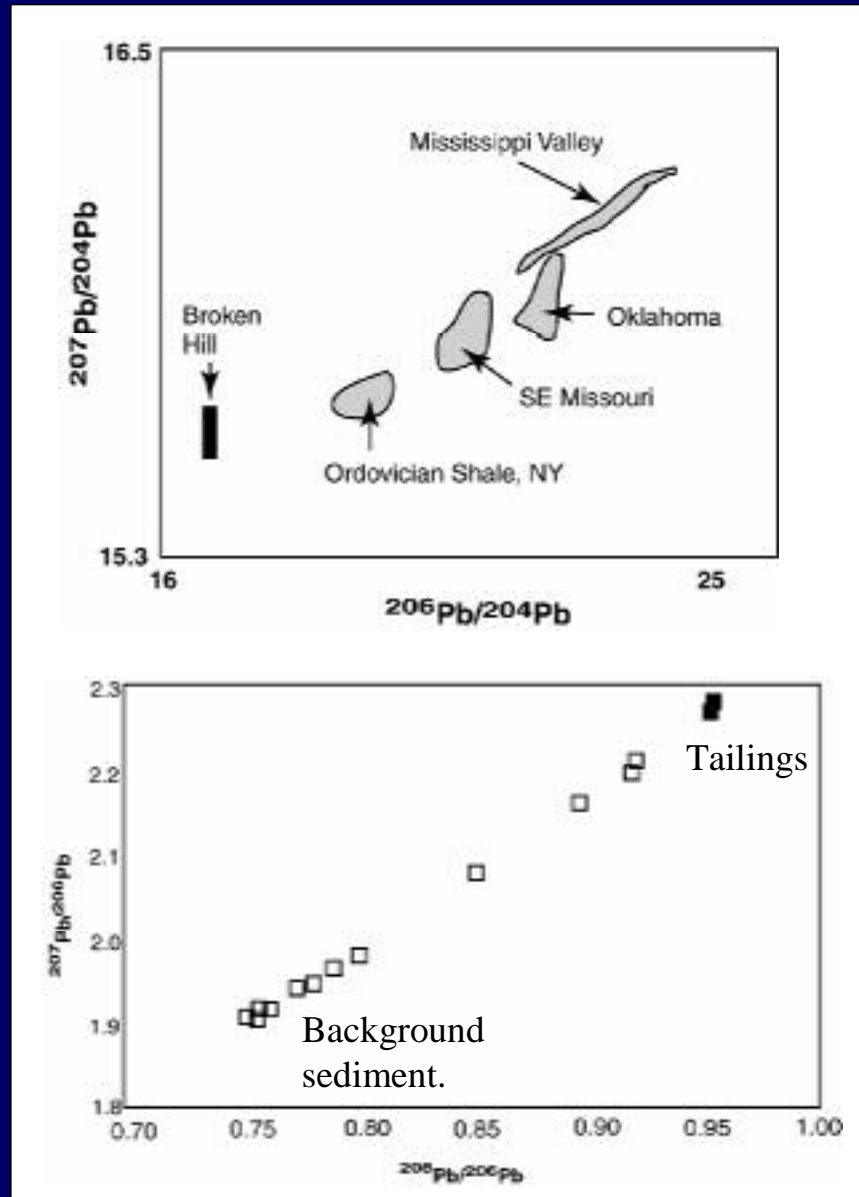 16.5
Mississippi Valley
207Pb/204Pb
Broken
Hill
Oklahoma
SE Missouri
Ordovician Shale, NY
15.3
16
25
206Pb/204Pb
2.3
Tailings
2.2
2.1
207Pb/206Pb
2.0
1.9
Background
sediment.
1.8
0.70
0.75
0.80
0.85
0.90
0.95
1.00
208Pb/206Pb